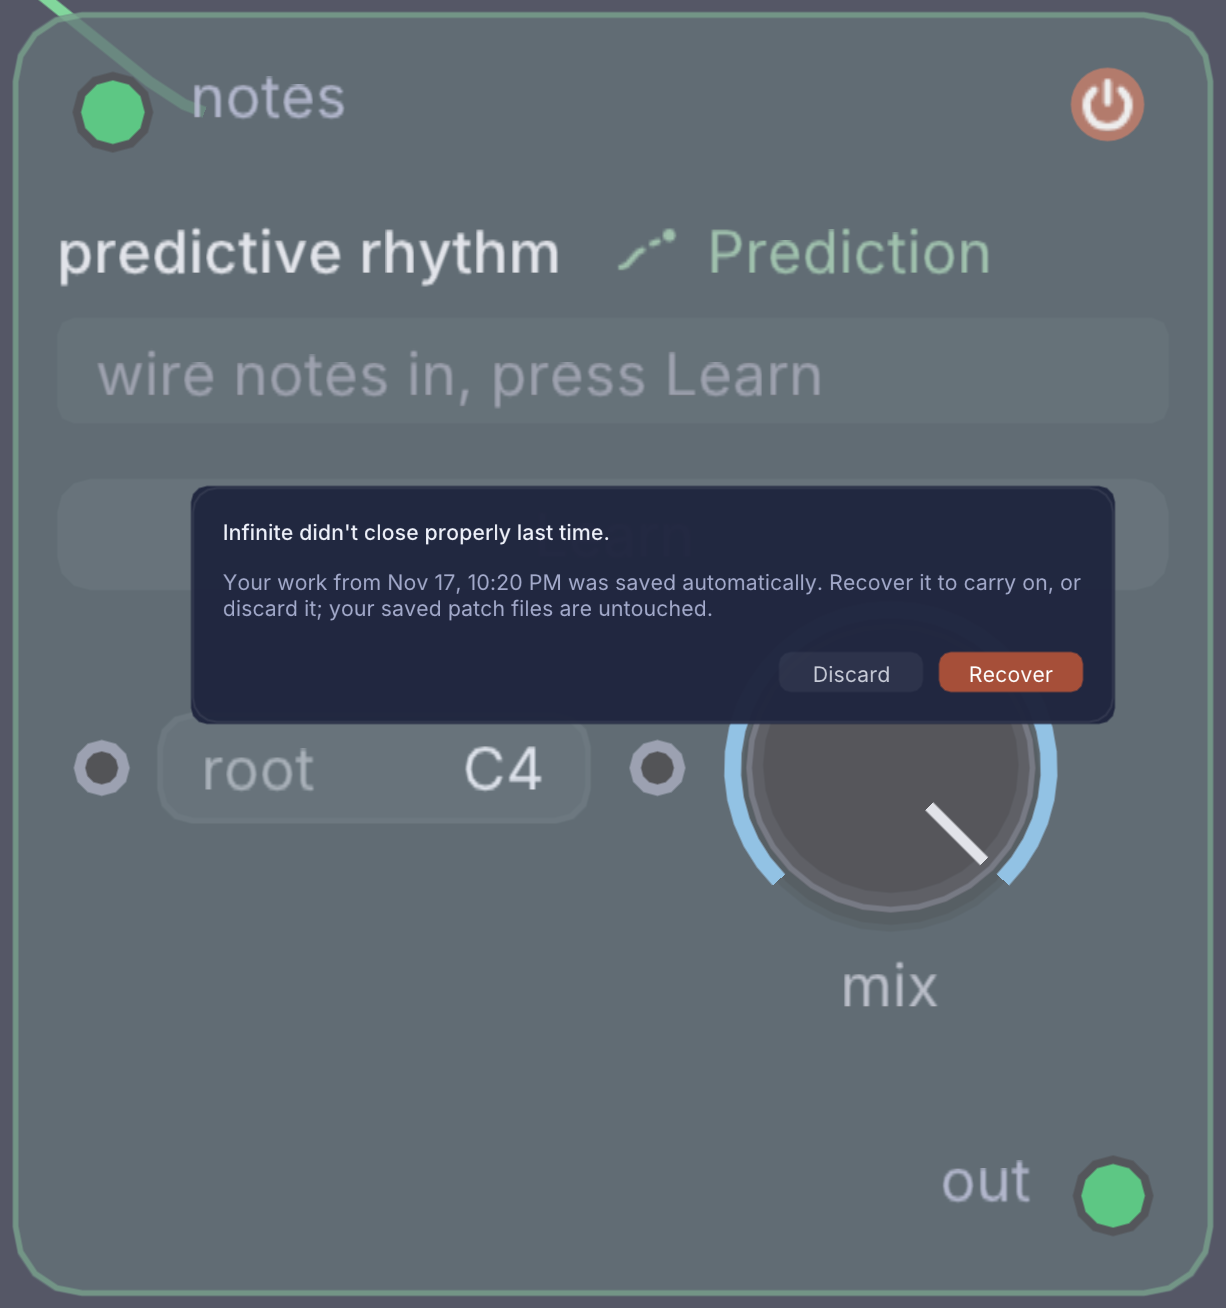 notes
predictive rhythm Prediction
wire notes in, press Learn
Infinite didn't close properly last time.
Your work from Nov 17, 10:20 PM was saved automatically. Recover it to carry on, or
discard it; your saved patch files are untouched.
Discard Recover
root C4
mix
out